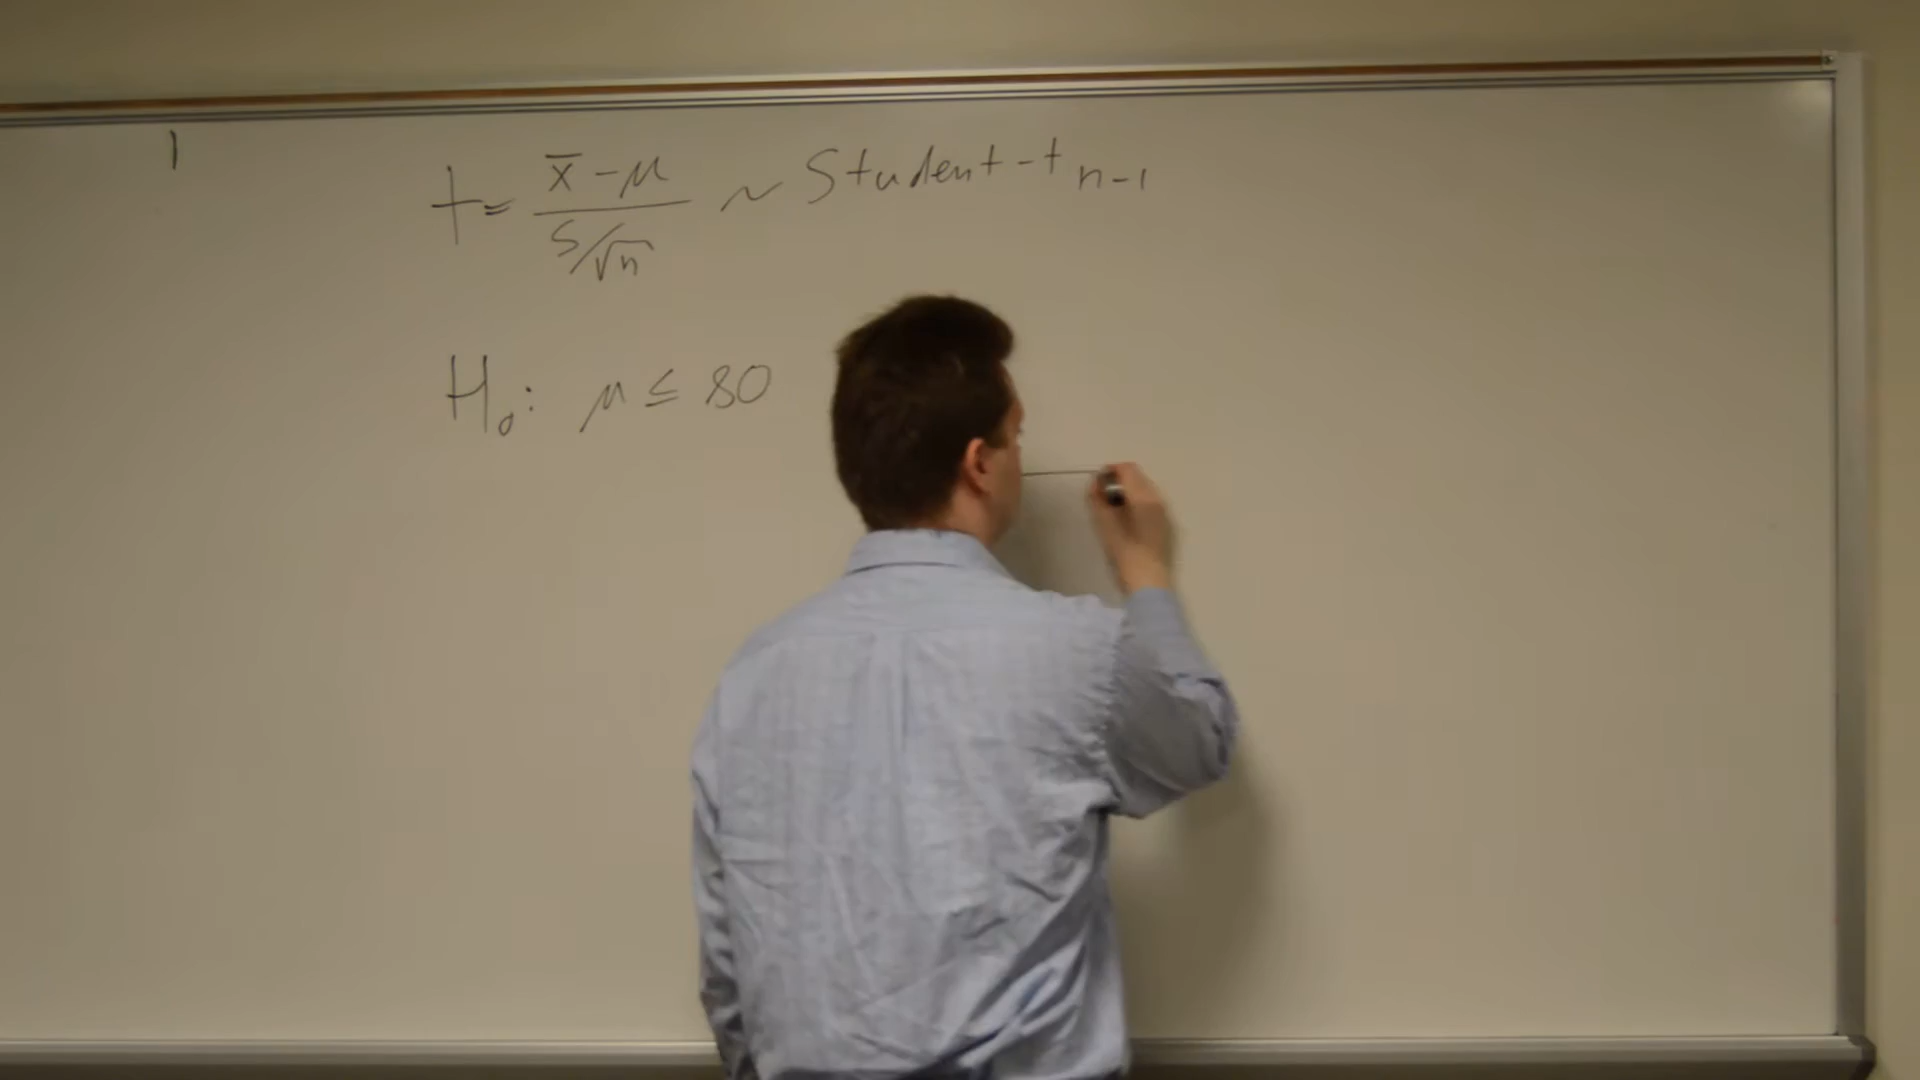 t = x̄ - μ / s/√n ~ Student-t n-1
H₀: μ ≤ 80